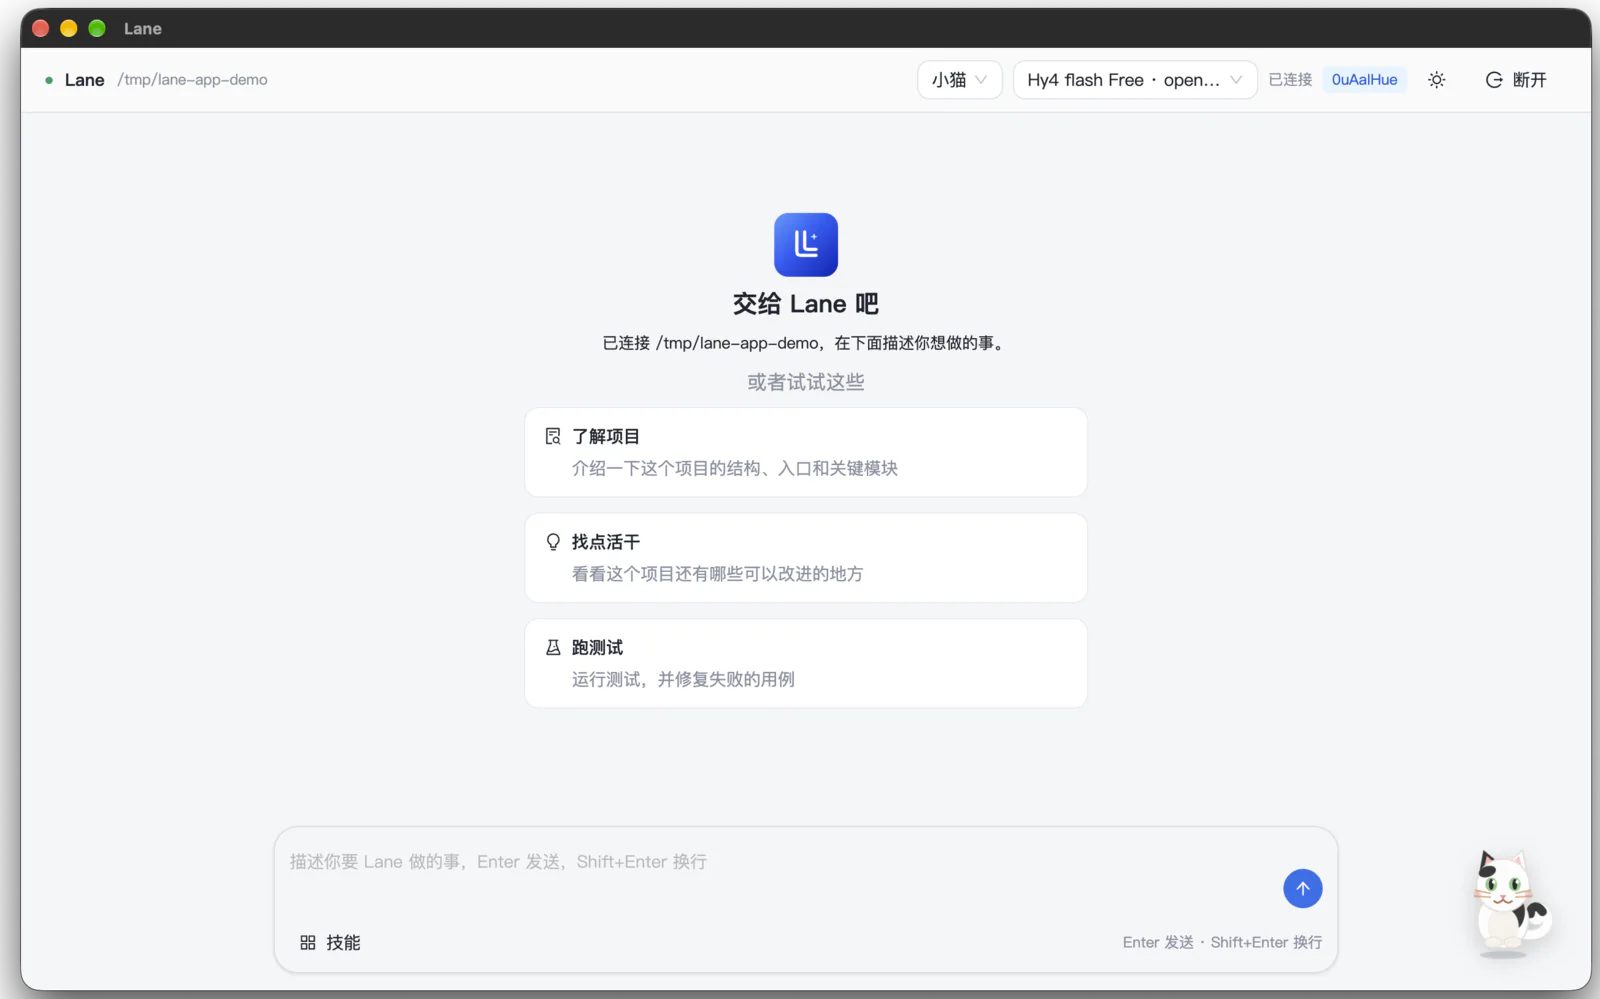 Lane
Lane /tmp/lane-app-demo 小猫 Hy4 flash Free · open... 已连接 0uAalHue 断开
交给 Lane 吧
已连接 /tmp/lane-app-demo，在下面描述你想做的事。
或者试试这些
了解项目
介绍一下这个项目的结构、入口和关键模块
找点活干
看看这个项目还有哪些可以改进的地方
跑测试
运行测试，并修复失败的用例
描述你要 Lane 做的事，Enter 发送，Shift+Enter 换行
技能 Enter 发送 · Shift+Enter 换行